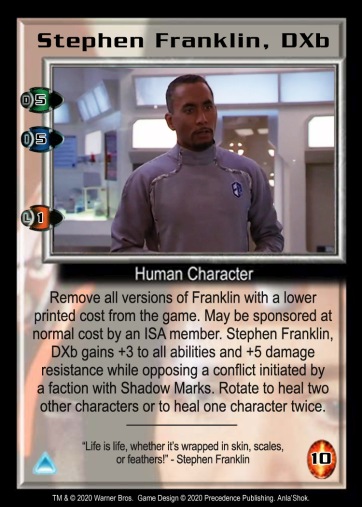 Stephen Franklin, DXb
D 5
I 5
L 1
Human Character
Remove all versions of Franklin with a lower
printed cost from the game. May be sponsored at
normal cost by an ISA member. Stephen Franklin,
DXb gains +3 to all abilities and +5 damage
resistance while opposing a conflict initiated by
a faction with Shadow Marks. Rotate to heal two
other characters or to heal one character twice.
"Life is life, whether it's wrapped in skin, scales,
or feathers!" - Stephen Franklin
10
TM & © 2020 Warner Bros. Game Design © 2020 Precedence Publishing. Anla'Shok.